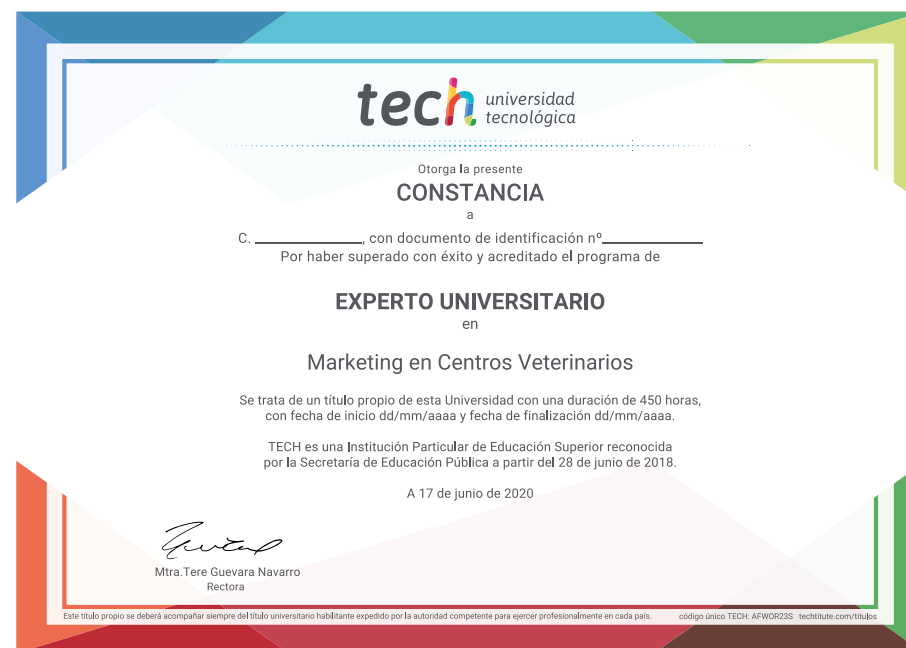 tech universidad
tecnológica
Otorga la presente
CONSTANCIA
a
C. ____________, con documento de identificación nº____________
Por haber superado con éxito y acreditado el programa de
EXPERTO UNIVERSITARIO
en
Marketing en Centros Veterinarios
Se trata de un título propio de esta Universidad con una duración de 450 horas,
con fecha de inicio dd/mm/aaaa y fecha de finalización dd/mm/aaaa.
TECH es una Institución Particular de Educación Superior reconocida
por la Secretaría de Educación Pública a partir del 28 de junio de 2018.
A 17 de junio de 2020
Mtra.Tere Guevara Navarro
Rectora
Este título propio se deberá acompañar siempre del título universitario habilitante expedido por la autoridad competente para ejercer profesionalmente en cada país. código único TECH: AFWOR23S techtitute.com/titulos